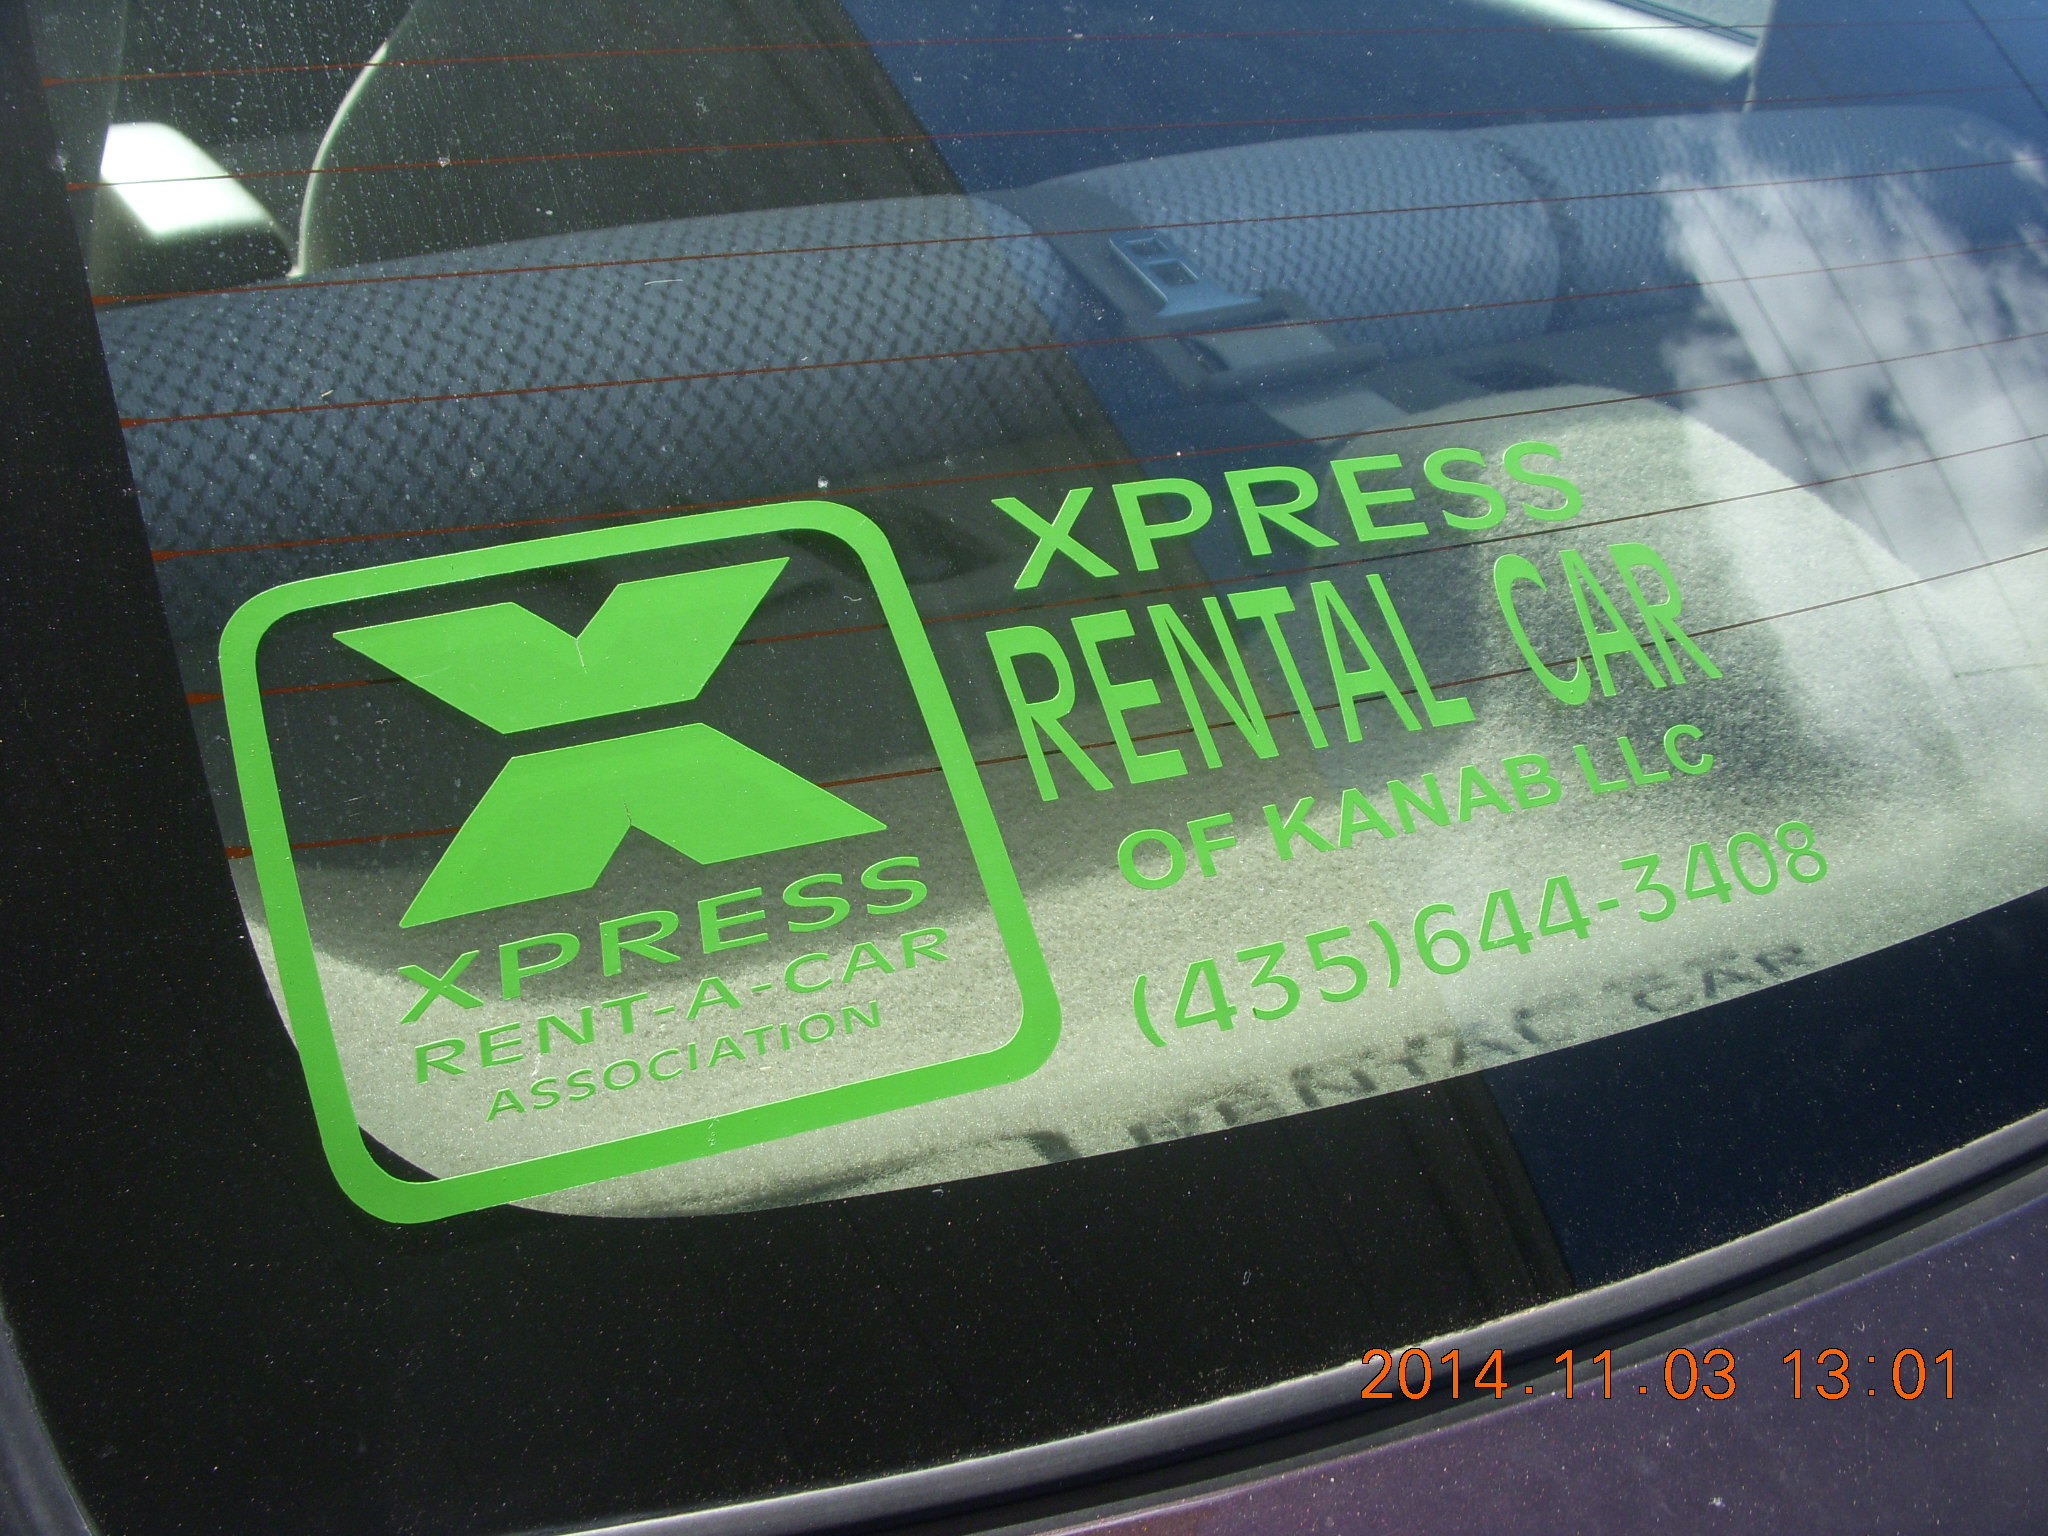 X
XPRESS
RENT-A-CAR
ASSOCIATION
XPRESS
RENTAL CAR
OF KANAB LLC
(435)644-3408
2014.11.03 13:01